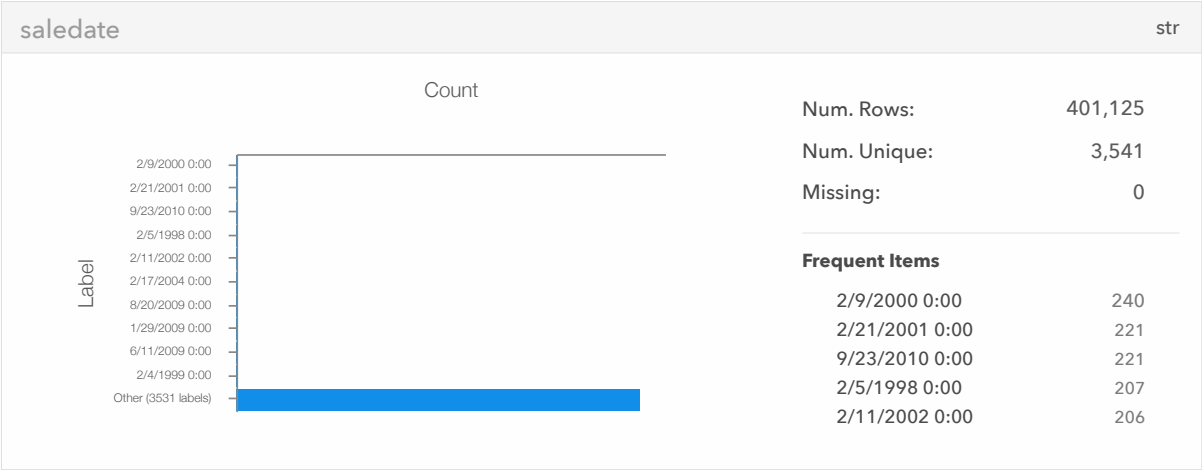 saledate
str
Count
Label
2/9/2000 0:00
2/21/2001 0:00
9/23/2010 0:00
2/5/1998 0:00
2/11/2002 0:00
2/17/2004 0:00
8/20/2009 0:00
1/29/2009 0:00
6/11/2009 0:00
2/4/1999 0:00
Other (3531 labels)
Num. Rows: 401,125
Num. Unique: 3,541
Missing: 0
Frequent Items
2/9/2000 0:00 240
2/21/2001 0:00 221
9/23/2010 0:00 221
2/5/1998 0:00 207
2/11/2002 0:00 206